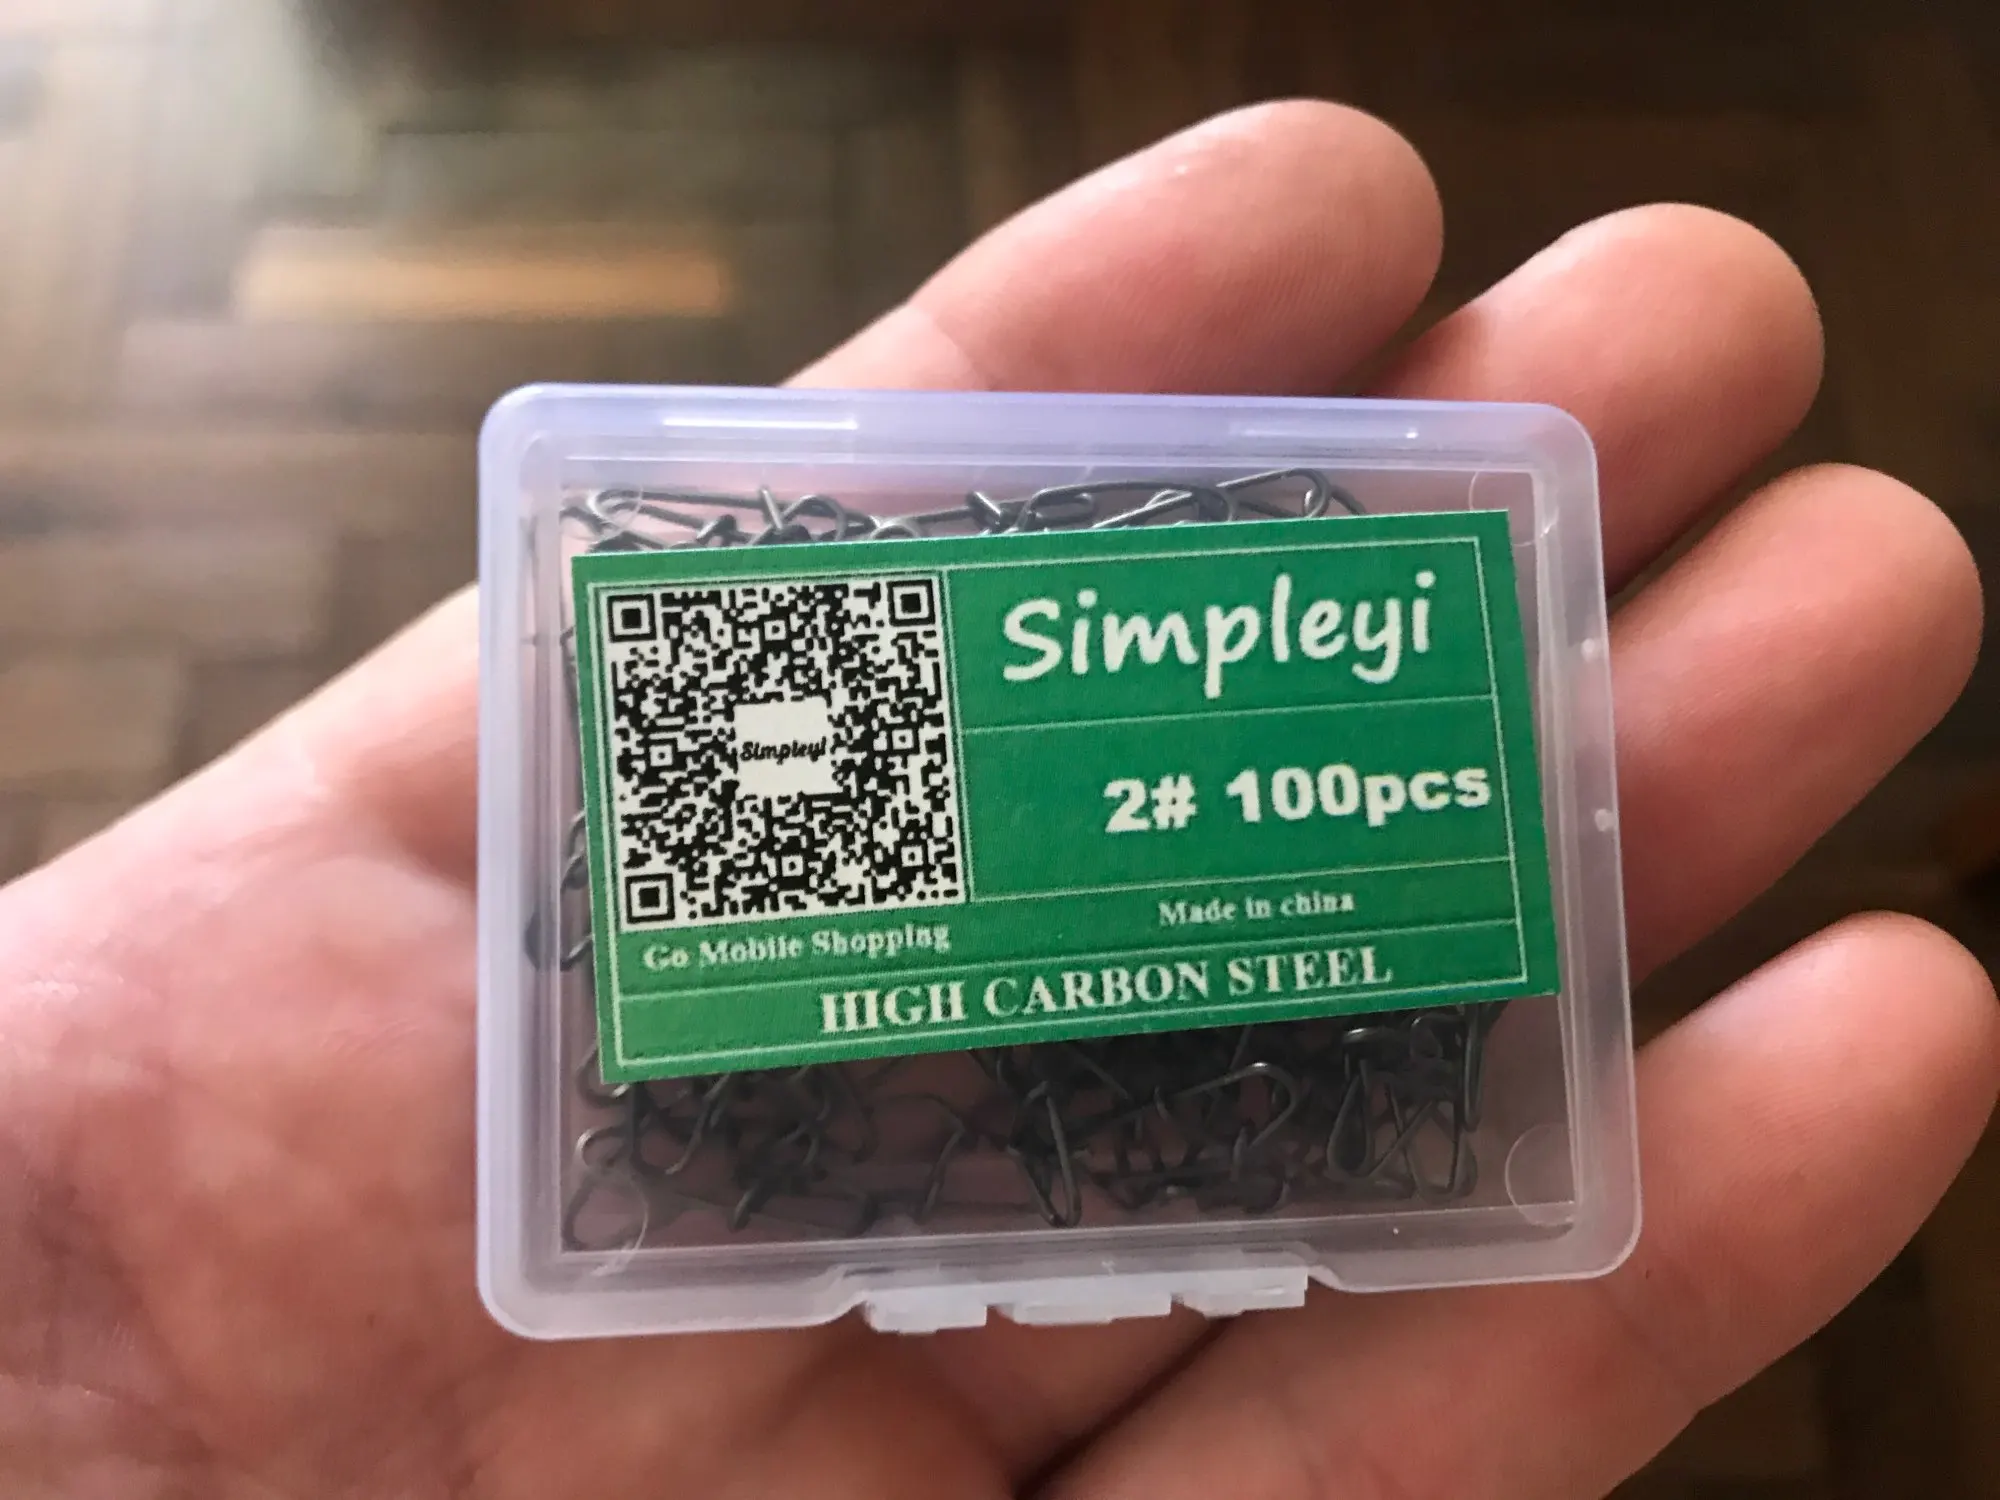 Simpleyi
Simpleyi
2# 100pcs
Made in china
Go Mobile Shopping
HIGH CARBON STEEL